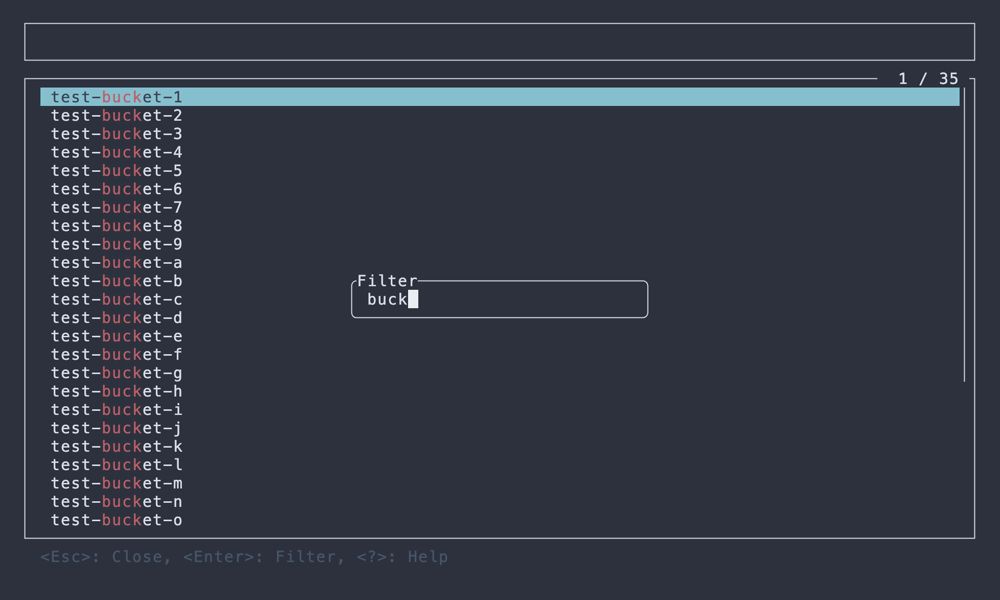 1 / 35
test-bucket-1
test-bucket-2
test-bucket-3
test-bucket-4
test-bucket-5
test-bucket-6
test-bucket-7
test-bucket-8
test-bucket-9
test-bucket-a
test-bucket-b
test-bucket-c
test-bucket-d
test-bucket-e
test-bucket-f
test-bucket-g
test-bucket-h
test-bucket-i
test-bucket-j
test-bucket-k
test-bucket-l
test-bucket-m
test-bucket-n
test-bucket-o
Filter
buck
<Esc>: Close, <Enter>: Filter, <?>: Help